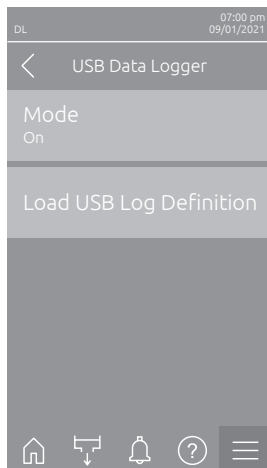 07:00 pm
DL 09/01/2021
USB Data Logger
Mode
On
Load USB Log Definition
?